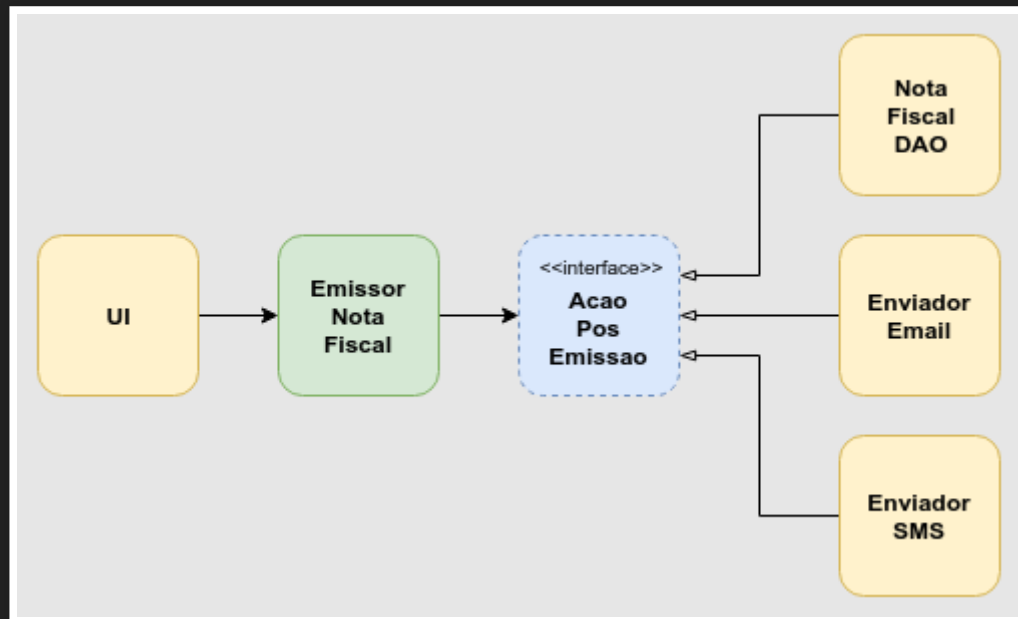 UI
Emissor
Nota
Fiscal
<<interface>>
Acao
Pos
Emissao
Nota
Fiscal
DAO
Enviador
Email
Enviador
SMS